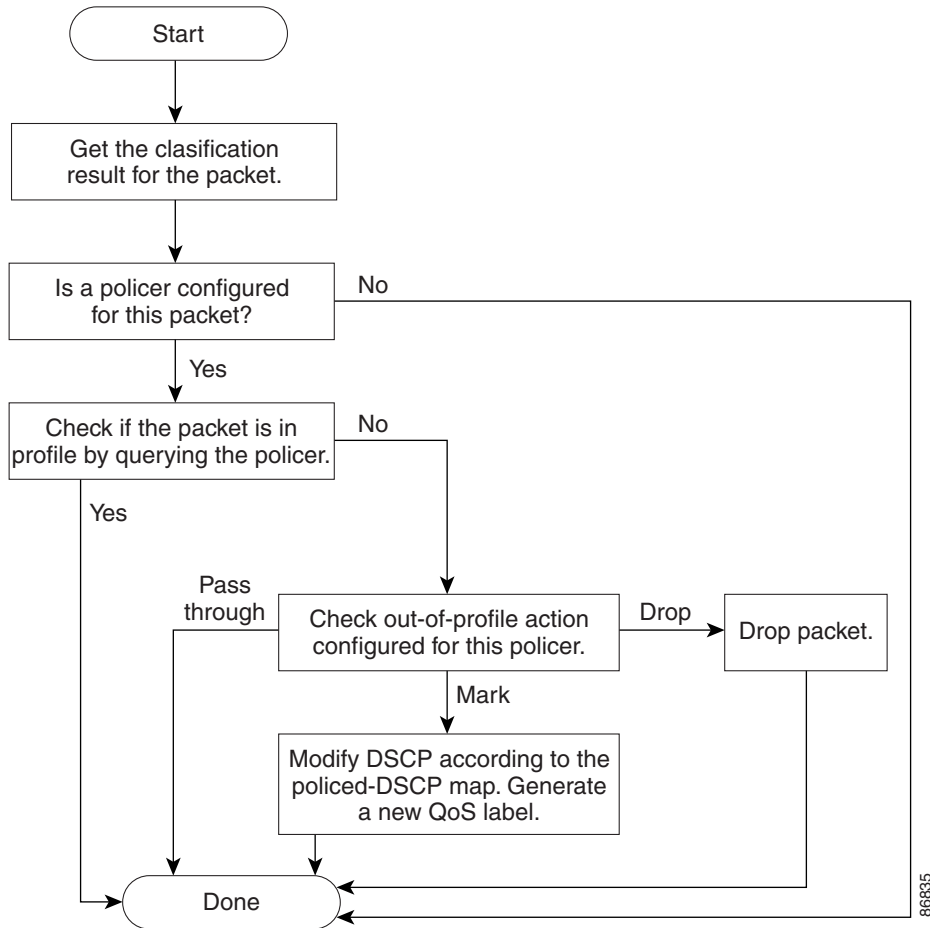 Start
Get the clasification
result for the packet.
Is a policer configured
for this packet?
No
Yes
Check if the packet is in
profile by querying the policer.
No
Yes
Pass
through
Check out-of-profile action
configured for this policer.
Drop
Drop packet.
Mark
Modify DSCP according to the
policed-DSCP map. Generate
a new QoS label.
Done
86835